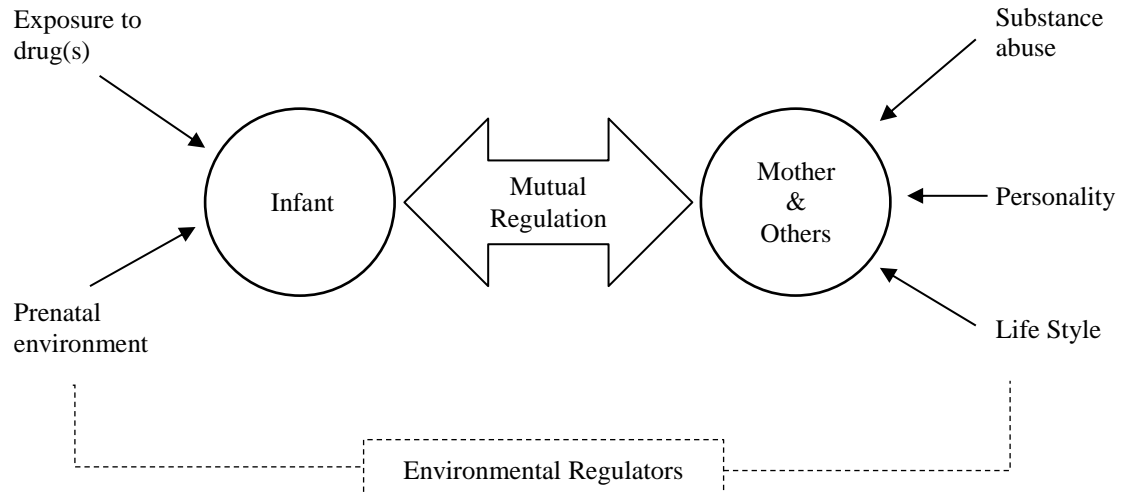 Exposure to
drug(s)
Substance
abuse
Infant
Mutual
Regulation
Mother
&
Others
Personality
Prenatal
environment
Life Style
Environmental Regulators